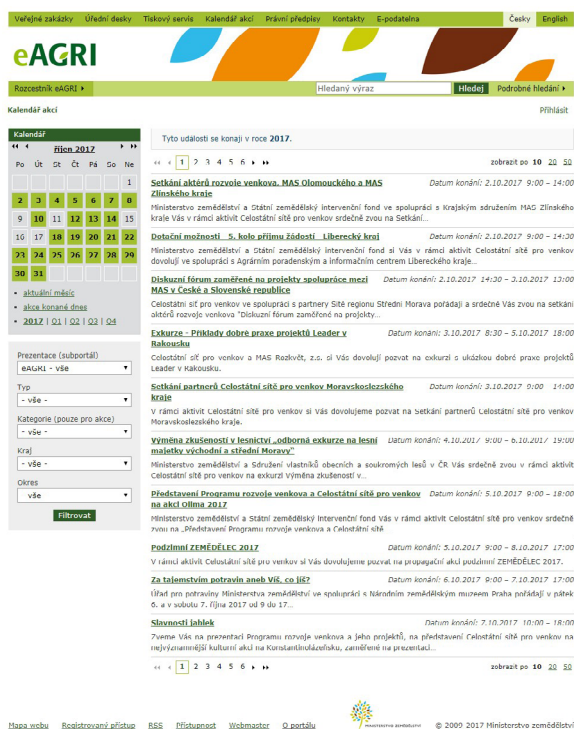 Veřejné zakázky Úřední desky Tiskový servis Kalendář akcí Právní předpisy Kontakty E-podatelna Česky English
eAGRI
Rozcestník eAGRI Hledaný výraz Hledej Podrobné hledání
Kalendář akcí Přihlásit
Kalendář
říjen 2017
Po Út St Čt Pá So Ne
1
2 3 4 5 6 7 8
9 10 11 12 13 14 15
16 17 18 19 20 21 22
23 24 25 26 27 28 29
30 31
aktuální měsíc
akce konané dnes
2017 | Q1 | Q2 | Q3 | Q4
Prezentace (subportál)
eAGRI - vše
Typ
- vše -
Kategorie (pouze pro akce)
- vše -
Kraj
- vše -
Okres
vše
Filtrovat
Tyto události se konají v roce 2017.
1 2 3 4 5 6 zobrazit po 10 20 50
Setkání aktérů rozvoje venkova. MAS Olomouckého a MAS Datum konání: 2.10.2017 9:00 – 14:00
Zlínského kraje
Ministerstvo zemědělství a Státní zemědělský intervenční fond ve spolupráci s Krajským sdružením MAS Zlínského
kraje Vás v rámci aktivit Celostátní sítě pro venkov srdečně zvou na Setkání...
Dotační možnosti 5. kolo příjmu žádostí Liberecký kraj Datum konání: 2.10.2017 9:00 – 14:30
Ministerstvo zemědělství a Státní zemědělský intervenční fond si Vás v rámci aktivit Celostátní sítě pro venkov
dovolují ve spolupráci s Agrárním poradenským a informačním centrem Libereckého kraje...
Diskuzní fórum zaměřené na projekty spolupráce mezi Datum konání: 2.10.2017 14:30 – 3.10.2017 13:00
MAS v České a Slovenské republice
Celostátní síť pro venkov ve spolupráci s partnery Sítě regionu Střední Morava pořádají a srdečně Vás zvou na setkání
aktérů rozvoje venkova "Diskuzní fórum zaměřené na projekty...
Exkurze - Příklady dobré praxe projektů Leader v Datum konání: 3.10.2017 8:30 – 5.10.2017 18:00
Rakousku
Celostátní síť pro venkov a MAS Rozkvět, z.s. si Vás dovolují pozvat na exkurzi s ukázkou dobré praxe projektů
Leader v Rakousku.
Setkání partnerů Celostátní sítě pro venkov Moravskoslezského Datum konání: 3.10.2017 9:00 14:00
kraje
V rámci aktivit Celostátní sítě pro venkov si Vás dovolujeme pozvat na Setkání partnerů Celostátní sítě pro venkov
Moravskoslezského kraje.
Výměna zkušeností v lesnictví „odborná exkurze na lesní Datum konání: 4.10.2017 9:00 – 6.10.2017 19:00
majetky východní a střední Moravy"
Ministerstvo zemědělství a Sdružení vlastníků obecních a soukromých lesů v ČR Vás srdečně zvou v rámci aktivit
Celostátní sítě pro venkov na exkurzi Výměna zkušeností v...
Představení Programu rozvoje venkova a Celostátní sítě pro venkov Datum konání: 5.10.2017 9:00 – 18:00
na akci Olima 2017
Ministerstvo zemědělství a Státní zemědělský intervenční fond Vás v rámci aktivit Celostátní sítě pro venkov srdečně
zvou na „Představení Programu rozvoje venkova a Celostátní sítě
Podzimní ZEMĚDĚLEC 2017 Datum konání: 5.10.2017 9:00 – 8.10.2017 17:00
V rámci aktivit Celostátní sítě pro venkov si Vás dovolujeme pozvat na propagační akci podzimní ZEMĚDĚLEC 2017.
Za tajemstvím potravin aneb Víš, co jíš? Datum konání: 6.10.2017 9:00 – 7.10.2017 17:00
Úřad pro potraviny Ministerstva zemědělství ve spolupráci s Národním zemědělským muzeem Praha pořádají v pátek
6. a v sobotu 7. října 2017 od 9 do 17...
Slavnosti jablek Datum konání: 7.10.2017 10:00 – 18:00
Zveme Vás na prezentaci Programu rozvoje venkova a jeho projektů, na představení Celostátní sítě pro venkov na
nejvýznamnější kulturní akci na Konstantinolázeňsku, zaměřené na prezentaci...
1 2 3 4 5 6 zobrazit po 10 20 50
Mapa webu Registrovaný přístup RSS Přístupnost Webmaster O portálu MINISTERSTVO ZEMĚDĚLSTVÍ © 2009 2017 Ministerstvo zemědělství